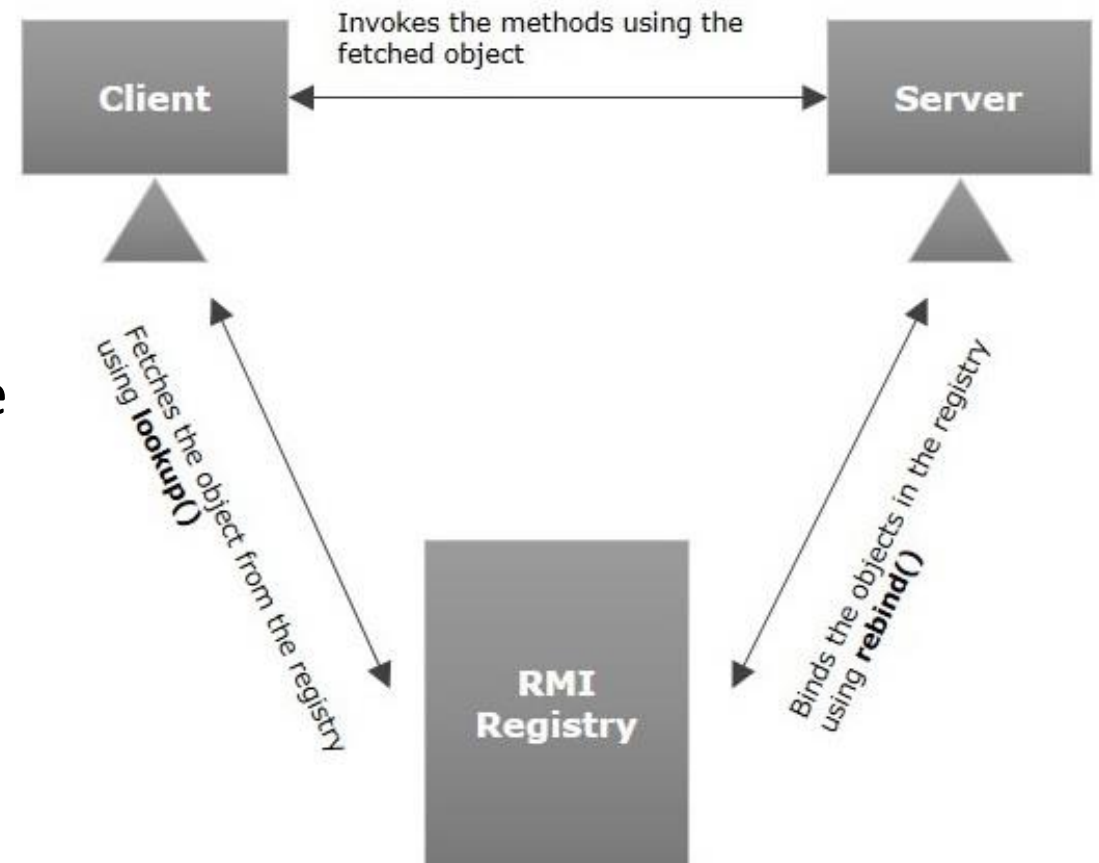 Invokes the methods using the
fetched object
Client
Server
e
Fetches the object from the registry
using lookup()
Binds the objects in the registry
using rebind()
RMI
Registry